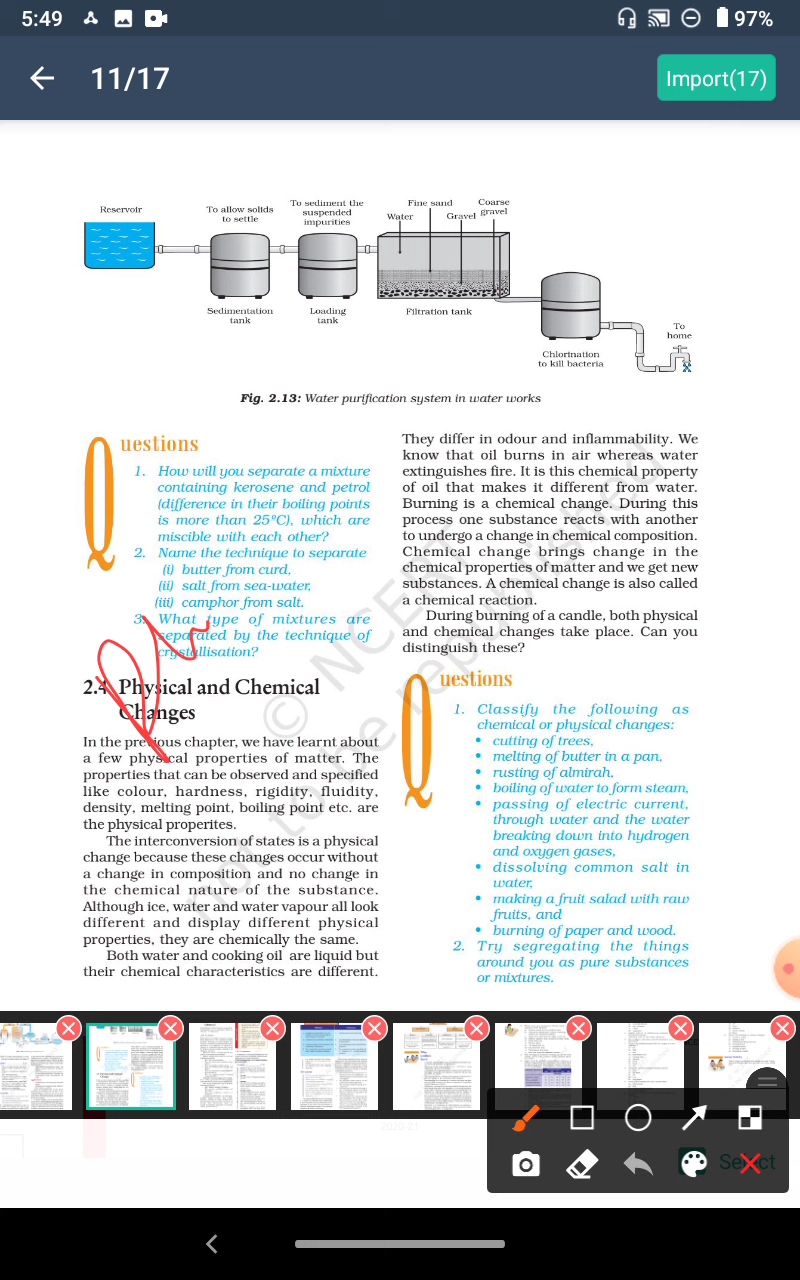 5:49
97%
11/17
Import(17)
Reservoir
To allow solids
to settle
To sediment the
suspended
impurities
Water
Fine sand
Gravel
Coarse
gravel
Sedimentation
tank
Loading
tank
Filtration tank
Chlorination
to kill bacteria
To
home
Fig. 2.13: Water purification system in water works
Questions
1. How will you separate a mixture
containing kerosene and petrol
(difference in their boiling points
is more than 25ºC), which are
miscible with each other?
2. Name the technique to separate
(i) butter from curd,
(ii) salt from sea-water,
(iii) camphor from salt.
3. What type of mixtures are
separated by the technique of
crystallisation?
2.4 Physical and Chemical
Changes
In the previous chapter, we have learnt about
a few physical properties of matter. The
properties that can be observed and specified
like colour, hardness, rigidity, fluidity,
density, melting point, boiling point etc. are
the physical properites.
The interconversion of states is a physical
change because these changes occur without
a change in composition and no change in
the chemical nature of the substance.
Although ice, water and water vapour all look
different and display different physical
properties, they are chemically the same.
Both water and cooking oil are liquid but
their chemical characteristics are different.
They differ in odour and inflammability. We
know that oil burns in air whereas water
extinguishes fire. It is this chemical property
of oil that makes it different from water.
Burning is a chemical change. During this
process one substance reacts with another
to undergo a change in chemical composition.
Chemical change brings change in the
chemical properties of matter and we get new
substances. A chemical change is also called
a chemical reaction.
During burning of a candle, both physical
and chemical changes take place. Can you
distinguish these?
Questions
1. Classify the following as
chemical or physical changes:
• cutting of trees,
• melting of butter in a pan,
• rusting of almirah,
• boiling of water to form steam,
• passing of electric current,
through water and the water
breaking down into hydrogen
and oxygen gases,
• dissolving common salt in
water,
• making a fruit salad with raw
fruits, and
• burning of paper and wood.
2. Try segregating the things
around you as pure substances
or mixtures.
© NCERT
not to be republished
2020-21
Select